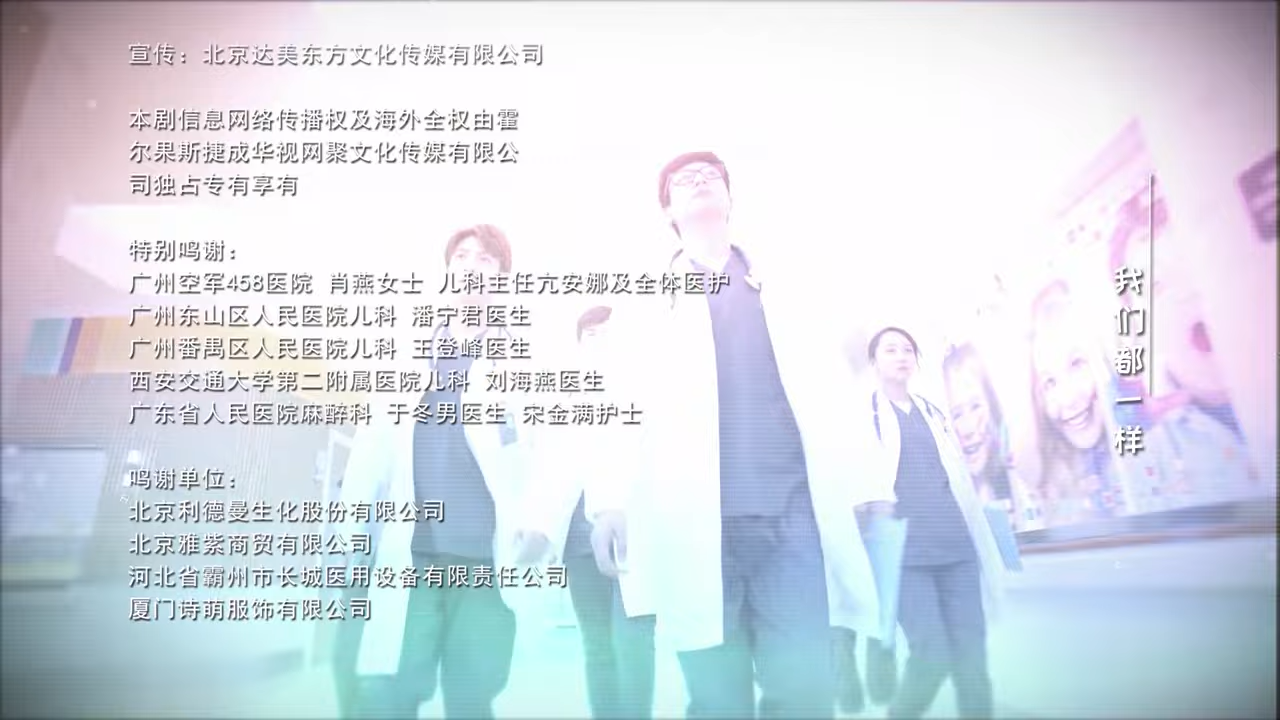 宣传：北京达美东方文化传媒有限公司
本剧信息网络传播权及海外全权由霍
尔果斯捷成华视网聚文化传媒有限公
司独占专有享有
特别鸣谢：
广州空军458医院 肖燕女士 儿科主任亢安娜及全体医护
广州东山区人民医院儿科 潘宁君医生
广州番禺区人民医院儿科 王登峰医生
西安交通大学第二附属医院儿科 刘海燕医生
广东省人民医院麻醉科 于冬男医生 宋金满护士
鸣谢单位：
北京利德曼生化股份有限公司
北京雅紫商贸有限公司
河北省霸州市长城医用设备有限责任公司
厦门诗萌服饰有限公司
我们都一样